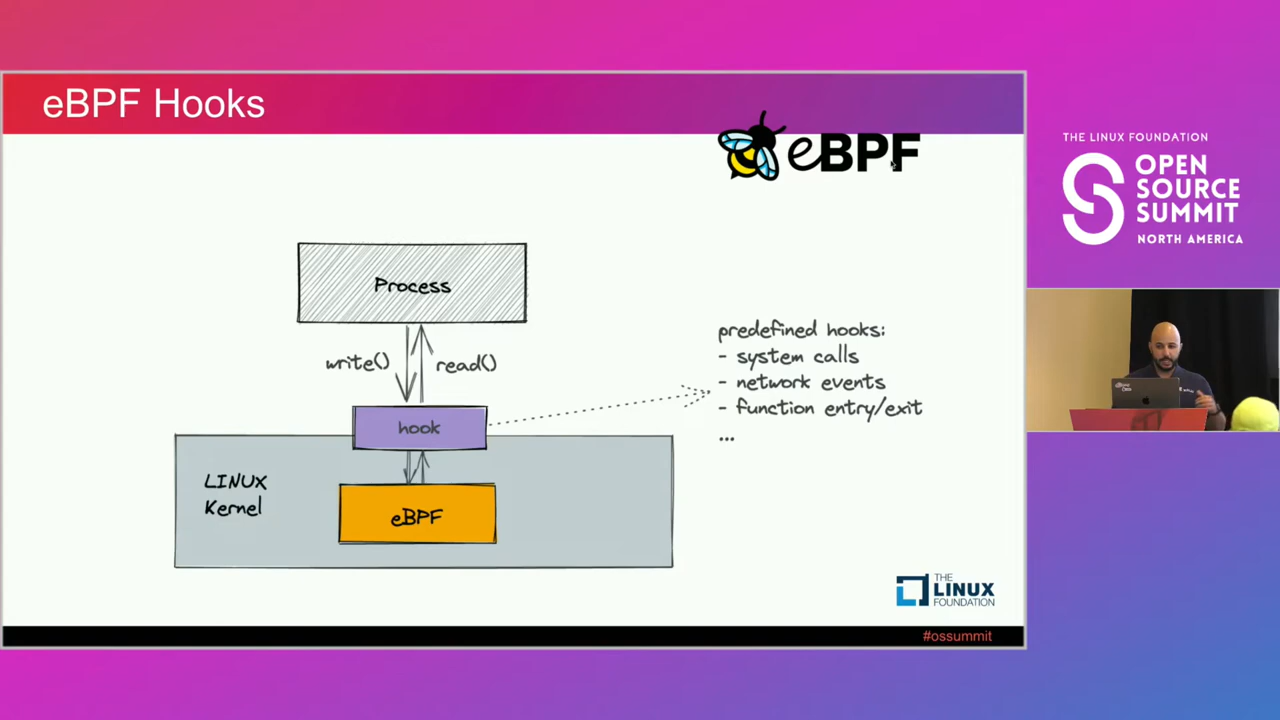 eBPF Hooks
eBPF
Process
write()
read()
hook
LINUX
Kernel
eBPF
predefined hooks:
- system calls
- network events
- function entry/exit
...
THE
LINUX
FOUNDATION
#ossummit
THE LINUX FOUNDATION
OPEN
SOURCE
SUMMIT
NORTH AMERICA